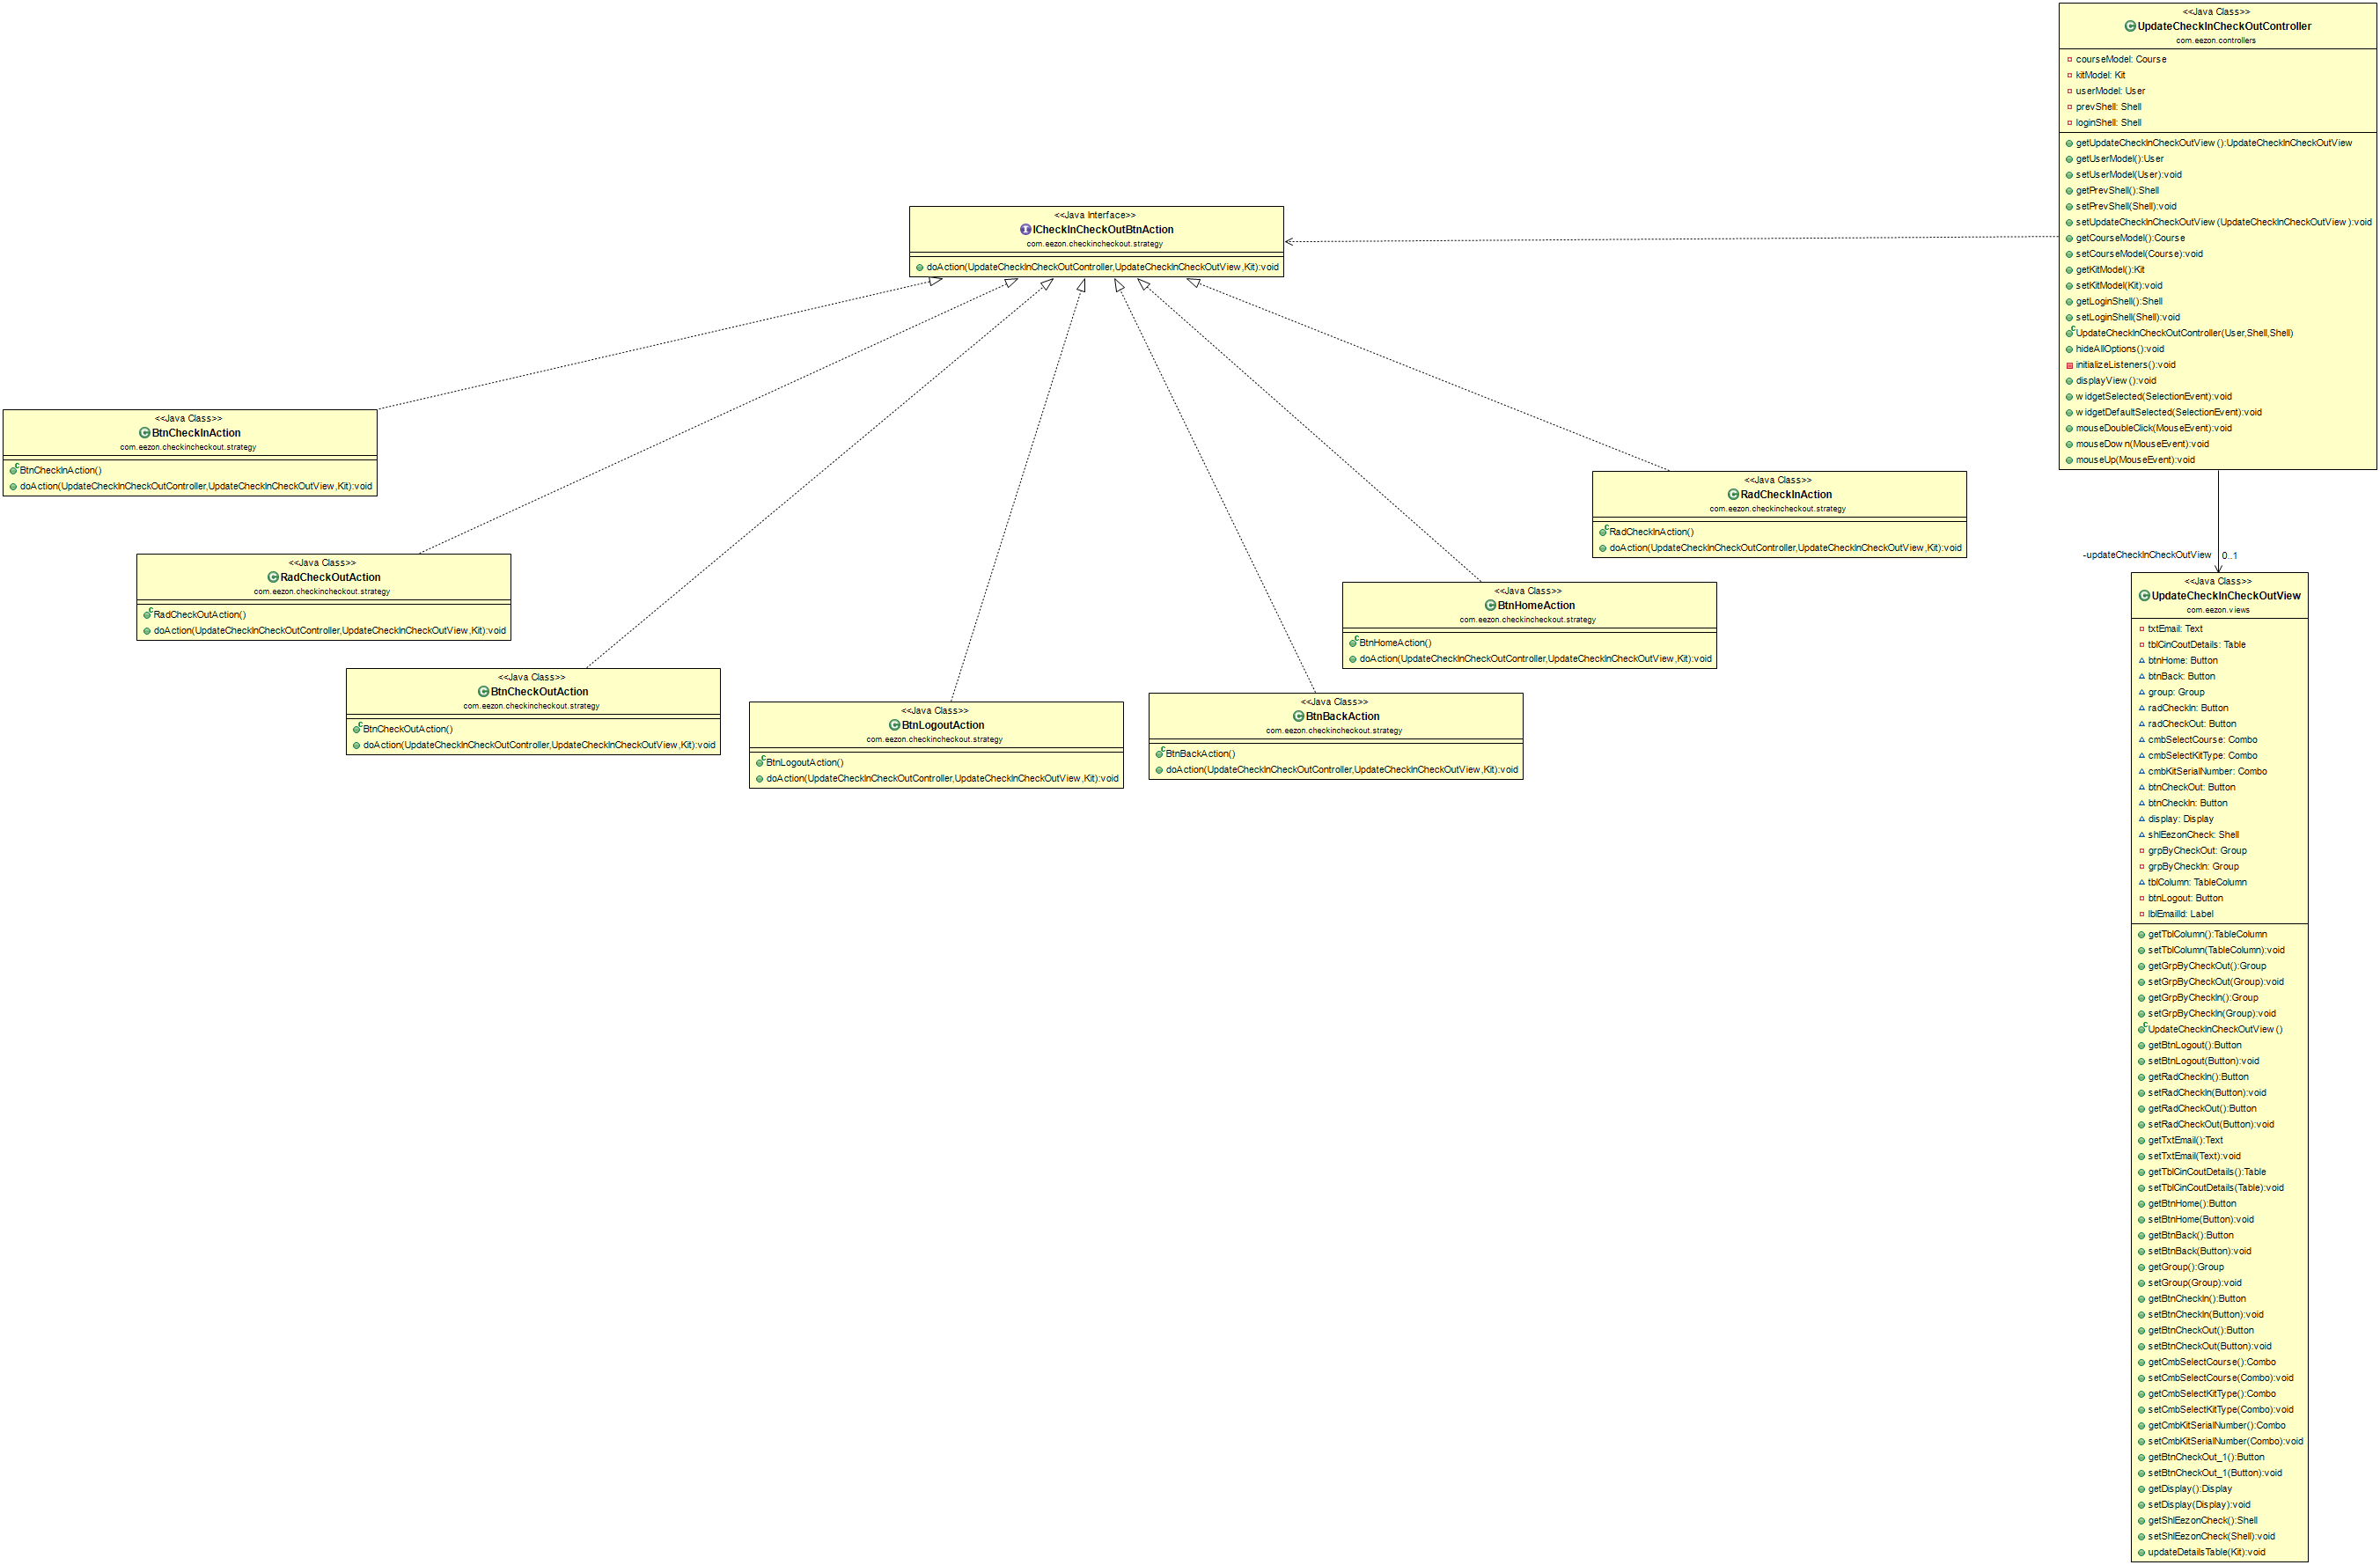 <<Java Class>>
UpdateCheckInCheckOutController
com.eezon.controllers
courseModel: Course
kitModel: Kit
userModel: User
prevShell: Shell
loginShell: Shell
getUpdateCheckInCheckOutView():UpdateCheckInCheckOutView
getUserModel():User
setUserModel(User):void
getPrevShell():Shell
setPrevShell(Shell):void
setUpdateCheckInCheckOutView(UpdateCheckInCheckOutView):void
getCourseModel():Course
setCourseModel(Course):void
getKitModel():Kit
setKitModel(Kit):void
getLoginShell():Shell
setLoginShell(Shell):void
UpdateCheckInCheckOutController(User,Shell,Shell)
hideAllOptions():void
initializeListeners():void
displayView():void
widgetSelected(SelectionEvent):void
widgetDefaultSelected(SelectionEvent):void
mouseDoubleClick(MouseEvent):void
mouseDown(MouseEvent):void
mouseUp(MouseEvent):void
<<Java Interface>>
ICheckInCheckOutBtnAction
com.eezon.checkincheckout.strategy
doAction(UpdateCheckInCheckOutController,UpdateCheckInCheckOutView,Kit):void
<<Java Class>>
BtnCheckInAction
com.eezon.checkincheckout.strategy
BtnCheckInAction()
doAction(UpdateCheckInCheckOutController,UpdateCheckInCheckOutView,Kit):void
<<Java Class>>
RadCheckInAction
com.eezon.checkincheckout.strategy
RadCheckInAction()
doAction(UpdateCheckInCheckOutController,UpdateCheckInCheckOutView,Kit):void
<<Java Class>>
RadCheckOutAction
com.eezon.checkincheckout.strategy
RadCheckOutAction()
doAction(UpdateCheckInCheckOutController,UpdateCheckInCheckOutView,Kit):void
<<Java Class>>
BtnHomeAction
com.eezon.checkincheckout.strategy
BtnHomeAction()
doAction(UpdateCheckInCheckOutController,UpdateCheckInCheckOutView,Kit):void
<<Java Class>>
BtnCheckOutAction
com.eezon.checkincheckout.strategy
BtnCheckOutAction()
doAction(UpdateCheckInCheckOutController,UpdateCheckInCheckOutView,Kit):void
<<Java Class>>
BtnLogoutAction
com.eezon.checkincheckout.strategy
BtnLogoutAction()
doAction(UpdateCheckInCheckOutController,UpdateCheckInCheckOutView,Kit):void
<<Java Class>>
BtnBackAction
com.eezon.checkincheckout.strategy
BtnBackAction()
doAction(UpdateCheckInCheckOutController,UpdateCheckInCheckOutView,Kit):void
-updateCheckInCheckOutView 0..1
<<Java Class>>
UpdateCheckInCheckOutView
com.eezon.views
txtEmail: Text
tblCinCoutDetails: Table
btnHome: Button
btnBack: Button
group: Group
radCheckIn: Button
radCheckOut: Button
cmbSelectCourse: Combo
cmbSelectKitType: Combo
cmbKitSerialNumber: Combo
btnCheckOut: Button
btnCheckIn: Button
display: Display
shlEezonCheck: Shell
grpByCheckOut: Group
grpByCheckIn: Group
tblColumn: TableColumn
btnLogout: Button
lblEmailId: Label
getTblColumn():TableColumn
setTblColumn(TableColumn):void
getGrpByCheckOut():Group
setGrpByCheckOut(Group):void
getGrpByCheckIn():Group
setGrpByCheckIn(Group):void
UpdateCheckInCheckOutView()
getBtnLogout():Button
setBtnLogout(Button):void
getRadCheckIn():Button
setRadCheckIn(Button):void
getRadCheckOut():Button
setRadCheckOut(Button):void
getTxtEmail():Text
setTxtEmail(Text):void
getTblCinCoutDetails():Table
setTblCinCoutDetails(Table):void
getBtnHome():Button
setBtnHome(Button):void
getBtnBack():Button
setBtnBack(Button):void
getGroup():Group
setGroup(Group):void
getBtnCheckIn():Button
setBtnCheckIn(Button):void
getBtnCheckOut():Button
setBtnCheckOut(Button):void
getCmbSelectCourse():Combo
setCmbSelectCourse(Combo):void
getCmbSelectKitType():Combo
setCmbSelectKitType(Combo):void
getCmbKitSerialNumber():Combo
setCmbKitSerialNumber(Combo):void
getBtnCheckOut_1():Button
setBtnCheckOut_1(Button):void
getDisplay():Display
setDisplay(Display):void
getShlEezonCheck():Shell
setShlEezonCheck(Shell):void
updateDetailsTable(Kit):void